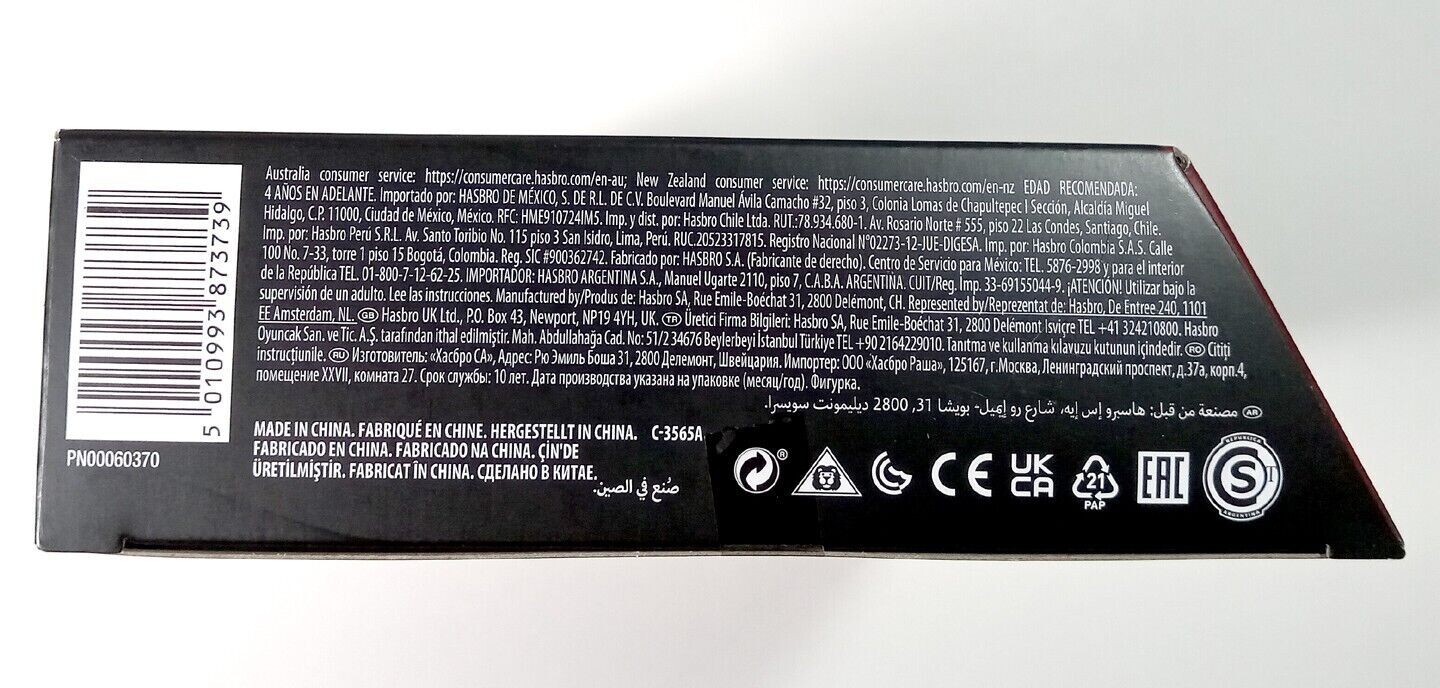 5 010993 873739
PN00060370
Australia consumer service: https://consumercare.hasbro.com/en-au; New Zealand consumer service: https://consumercare.hasbro.com/en-nz EDAD RECOMENDADA:
4 AÑOS EN ADELANTE. Importado por: HASBRO DE MÉXICO, S. DE R.L. DE C.V. Boulevard Manuel Ávila Camacho #32, piso 3, Colonia Lomas de Chapultepec I Sección, Alcaldía Miguel
Hidalgo, C.P. 11000, Ciudad de México, México. RFC: HME910724IM5. Imp. y dist. por: Hasbro Chile Ltda. RUT.:78.934.680-1. Av. Rosario Norte # 555, piso 22 Las Condes, Santiago, Chile.
Imp. por: Hasbro Perú S.R.L. Av. Santo Toribio No. 115 piso 3 San Isidro, Lima, Perú. RUC.20523317815. Registro Nacional N°02273-12-JUE-DIGESA. Imp. por: Hasbro Colombia S.A.S. Calle
100 No. 7-33, torre 1 piso 15 Bogotá, Colombia. Reg. SIC #900362742. Fabricado por: HASBRO S.A. (Fabricante de derecho). Centro de Servicio para México: TEL. 5876-2998 y para el interior
de la República TEL. 01-800-7-12-62-25. IMPORTADOR: HASBRO ARGENTINA S.A., Manuel Ugarte 2110, piso 7, C.A.B.A. ARGENTINA. CUIT/Reg. Imp. 33-69155044-9. ¡ATENCIÓN! Utilizar bajo la
supervisión de un adulto. Lee las instrucciones. Manufactured by/Produs de: Hasbro SA, Rue Emile-Boéchat 31, 2800 Delémont, CH. Represented by/Reprezentat de: Hasbro, De Entree 240, 1101
EE Amsterdam, NL. GB Hasbro UK Ltd., P.O. Box 43, Newport, NP19 4YH, UK. TR Üretici Firma Bilgileri: Hasbro SA, Rue Emile-Boéchat 31, 2800 Delémont İsviçre TEL +41 324210800. Hasbro
Oyuncak San. ve Tic. A.Ş. tarafından ithal edilmiştir. Mah. Abdullahağa Cad. No: 51/2 34676 Beylerbeyi İstanbul Türkiye TEL +90 2164229010. Tanıtma ve kullanma kılavuzu kutunun içindedir. RO Citiți
instrucțiunile. RU Изготовитель: «Хасбро СА», Адрес: Рю Эмиль Боша 31, 2800 Делемонт, Швейцария. Импортер: ООО «Хасбро Раша», 125167, г.Москва, Ленинградский проспект, д.37а, корп.4,
помещение XXVII, комната 27. Срок службы: 10 лет. Дата производства указана на упаковке (месяц/год). Фигурка.
AR مصنعة من قبل: هاسبرو إس إيه، شارع رو إيميل- بويشا 31, 2800 ديليمونت سويسرا.
MADE IN CHINA. FABRIQUÉ EN CHINE. HERGESTELLT IN CHINA. C-3565A
FABRICADO EN CHINA. FABRICADO NA CHINA. ÇİN'DE
ÜRETİLMİŞTİR. FABRICAT ÎN CHINA. СДЕЛАНО В КИТАЕ.
صُنع في الصين.
® CE UK CA 21 PAP EAC
REPUBLICA S T ARGENTINA